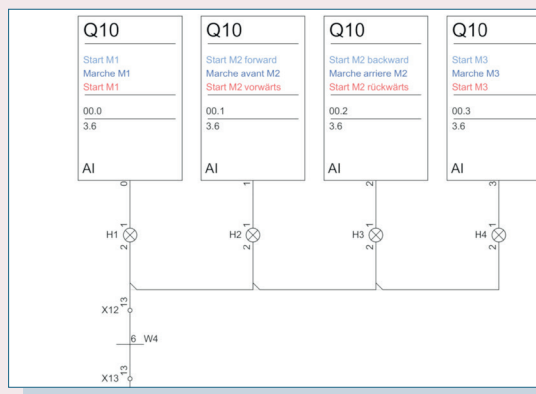 Q10
Start M1
Marche M1
Start M1
00.0
3.6
AI
0
Q10
Start M2 forward
Marche avant M2
Start M2 vorwärts
00.1
3.6
AI
1
Q10
Start M2 backward
Marche arriere M2
Start M2 rückwärts
00.2
3.6
AI
2
Q10
Start M3
Marche M3
Start M3
00.3
3.6
AI
3
H1 1 2
H2 1 2
H3 1 2
H4 1 2
X12 13
6 W4
X13 13